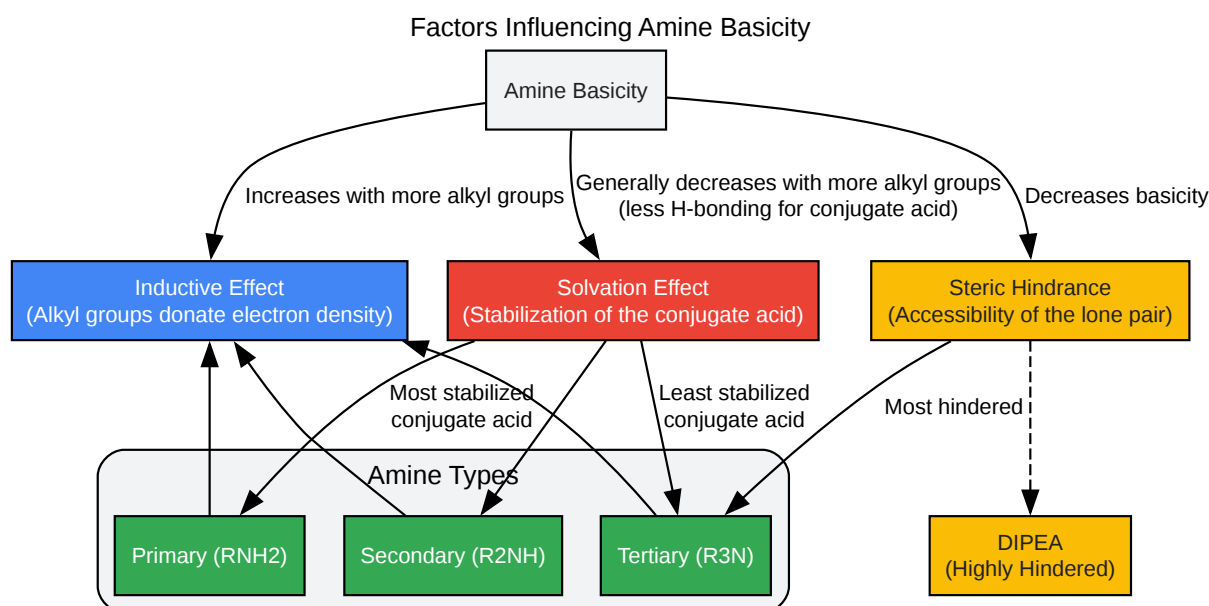 Factors Influencing Amine Basicity
Amine Basicity
Increases with more alkyl groups
Generally decreases with more alkyl groups
(less H-bonding for conjugate acid)
Decreases basicity
Inductive Effect
(Alkyl groups donate electron density)
Solvation Effect
(Stabilization of the conjugate acid)
Steric Hindrance
(Accessibility of the lone pair)
Most stabilized
conjugate acid
Least stabilized
conjugate acid
Most hindered
Amine Types
Primary (RNH2)
Secondary (R2NH)
Tertiary (R3N)
DIPEA
(Highly Hindered)